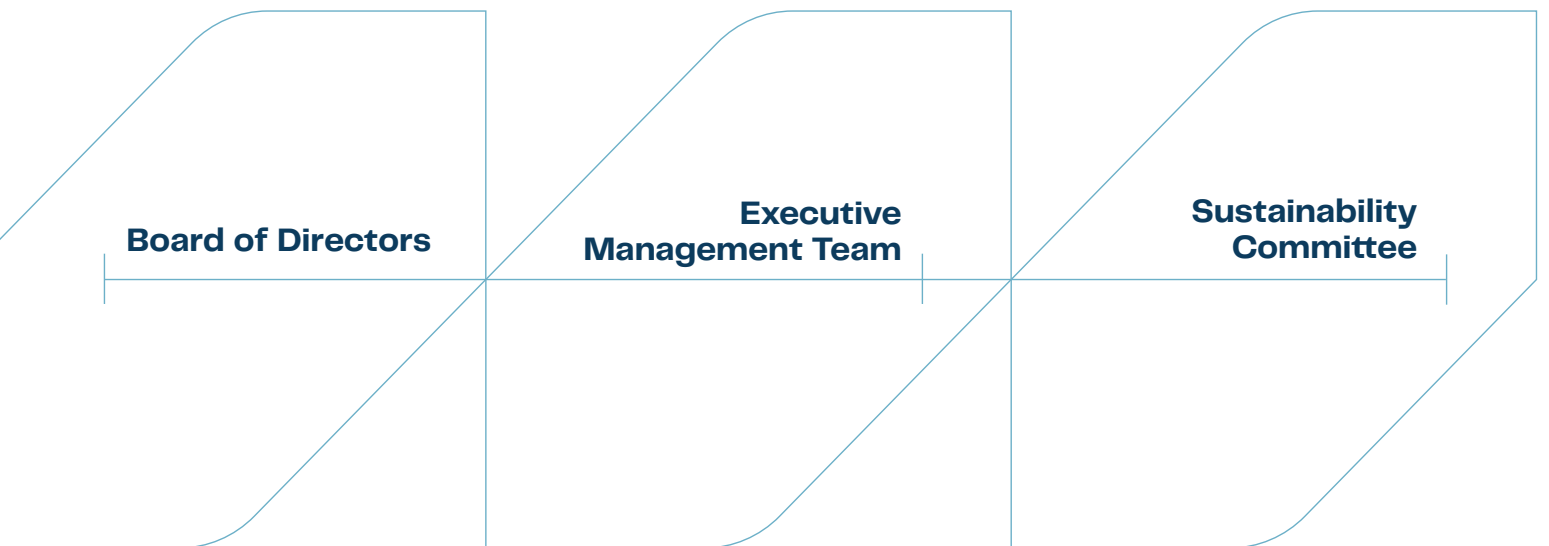 Board of Directors
Executive
Management Team
Sustainability
Committee